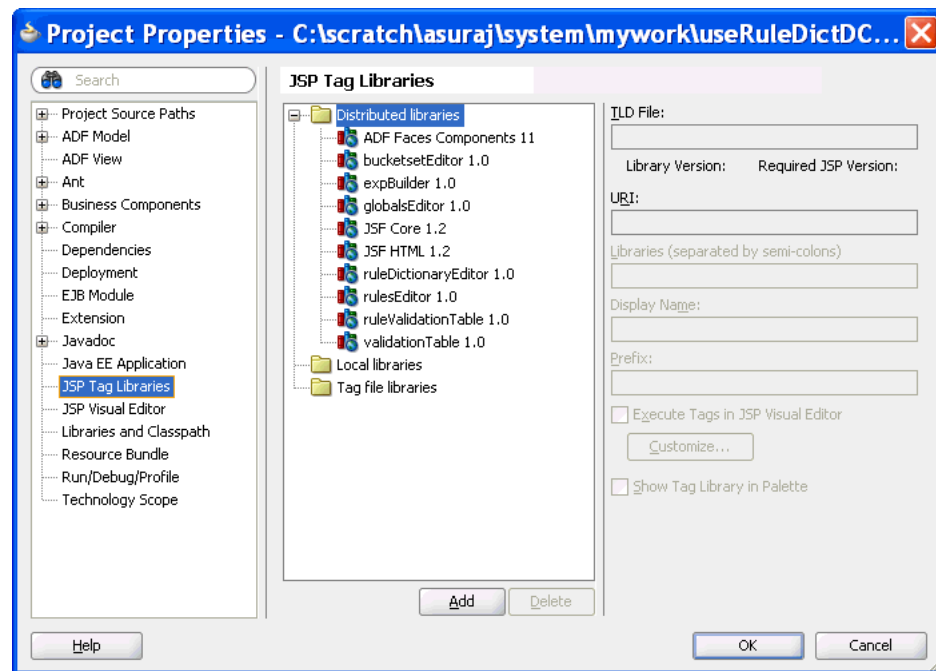 Project Properties - C:\scratch\asuraj\system\mywork\useRuleDictDC...
Search
Project Source Paths
ADF Model
ADF View
Ant
Business Components
Compiler
Dependencies
Deployment
EJB Module
Extension
Javadoc
Java EE Application
JSP Tag Libraries
JSP Visual Editor
Libraries and Classpath
Resource Bundle
Run/Debug/Profile
Technology Scope
JSP Tag Libraries
Distributed libraries
ADF Faces Components 11
bucketsetEditor 1.0
expBuilder 1.0
globalsEditor 1.0
JSF Core 1.2
JSF HTML 1.2
ruleDictionaryEditor 1.0
rulesEditor 1.0
ruleValidationTable 1.0
validationTable 1.0
Local libraries
Tag file libraries
TLD File:
Library Version: Required JSP Version:
URI:
Libraries (separated by semi-colons)
Display Name:
Prefix:
Execute Tags in JSP Visual Editor
Customize...
Show Tag Library in Palette
Add Delete
Help OK Cancel